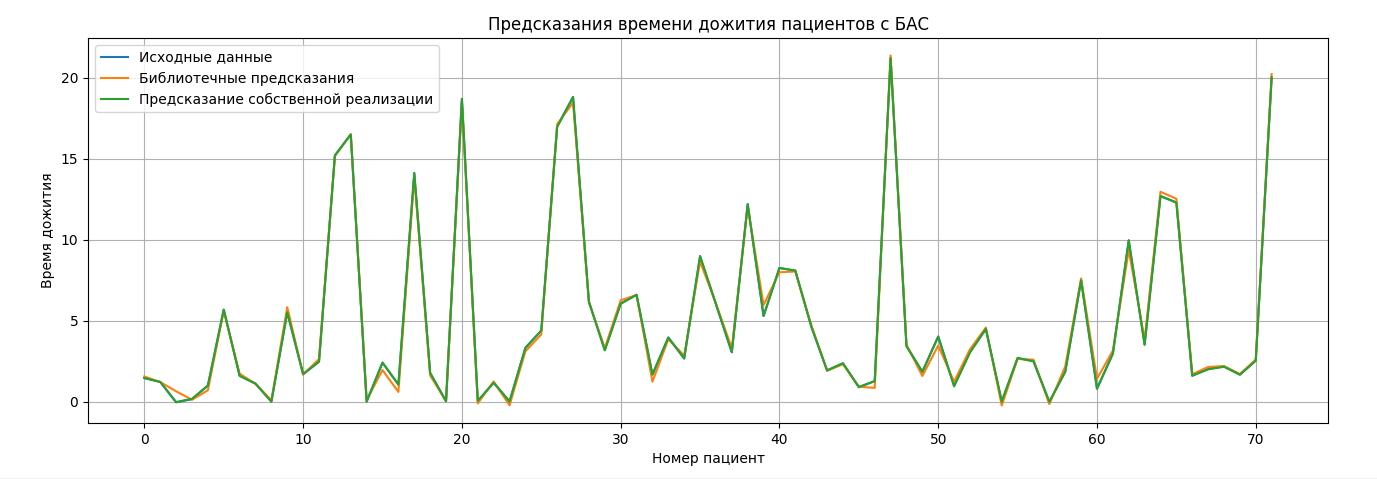 Предсказания времени дожития пациентов с БАС
Исходные данные
Библиотечные предсказания
Предсказание собственной реализации
Время дожития
20
15
10
5
0
0 10 20 30 40 50 60 70
Номер пациент